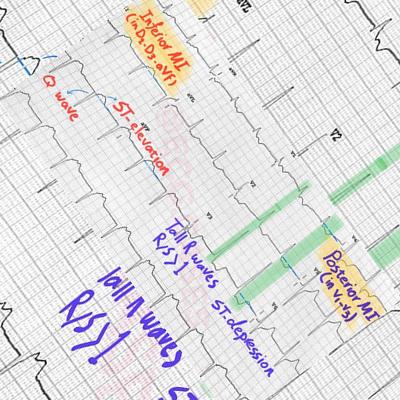 Inferior MI
(in D2, D3, aVf)
Q wave
ST-elevation
V2
Tall R waves
R/S>1
ST-depression
Posterior MI
(in V1-V3)
Tall R waves
R/S>1
ST